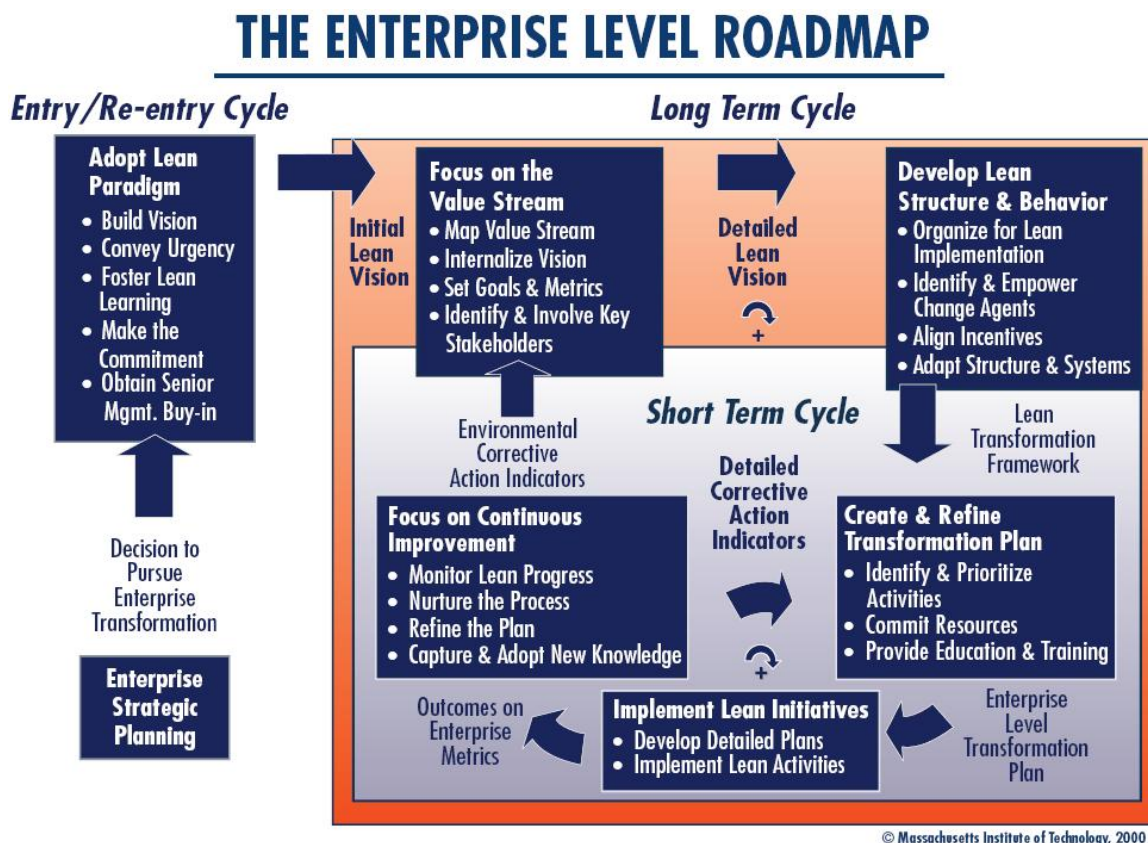 THE ENTERPRISE LEVEL ROADMAP
Entry/Re-entry Cycle
Long Term Cycle
Adopt Lean
Paradigm
• Build Vision
• Convey Urgency
• Foster Lean
Learning
• Make the
Commitment
• Obtain Senior
Mgmt. Buy-in
Decision to
Pursue
Enterprise
Transformation
Enterprise
Strategic
Planning
Initial
Lean
Vision
Focus on the
Value Stream
• Map Value Stream
• Internalize Vision
• Set Goals & Metrics
• Identify & Involve Key
Stakeholders
Detailed
Lean
Vision
+
Develop Lean
Structure & Behavior
• Organize for Lean
Implementation
• Identify & Empower
Change Agents
• Align Incentives
• Adapt Structure & Systems
Short Term Cycle
Environmental
Corrective
Action Indicators
Detailed
Corrective
Action
Indicators
Lean
Transformation
Framework
Focus on Continuous
Improvement
• Monitor Lean Progress
• Nurture the Process
• Refine the Plan
• Capture & Adopt New Knowledge
+
Create & Refine
Transformation Plan
• Identify & Prioritize
Activities
• Commit Resources
• Provide Education & Training
Outcomes on
Enterprise
Metrics
Implement Lean Initiatives
• Develop Detailed Plans
• Implement Lean Activities
Enterprise
Level
Transformation
Plan
© Massachusetts Institute of Technology, 2000